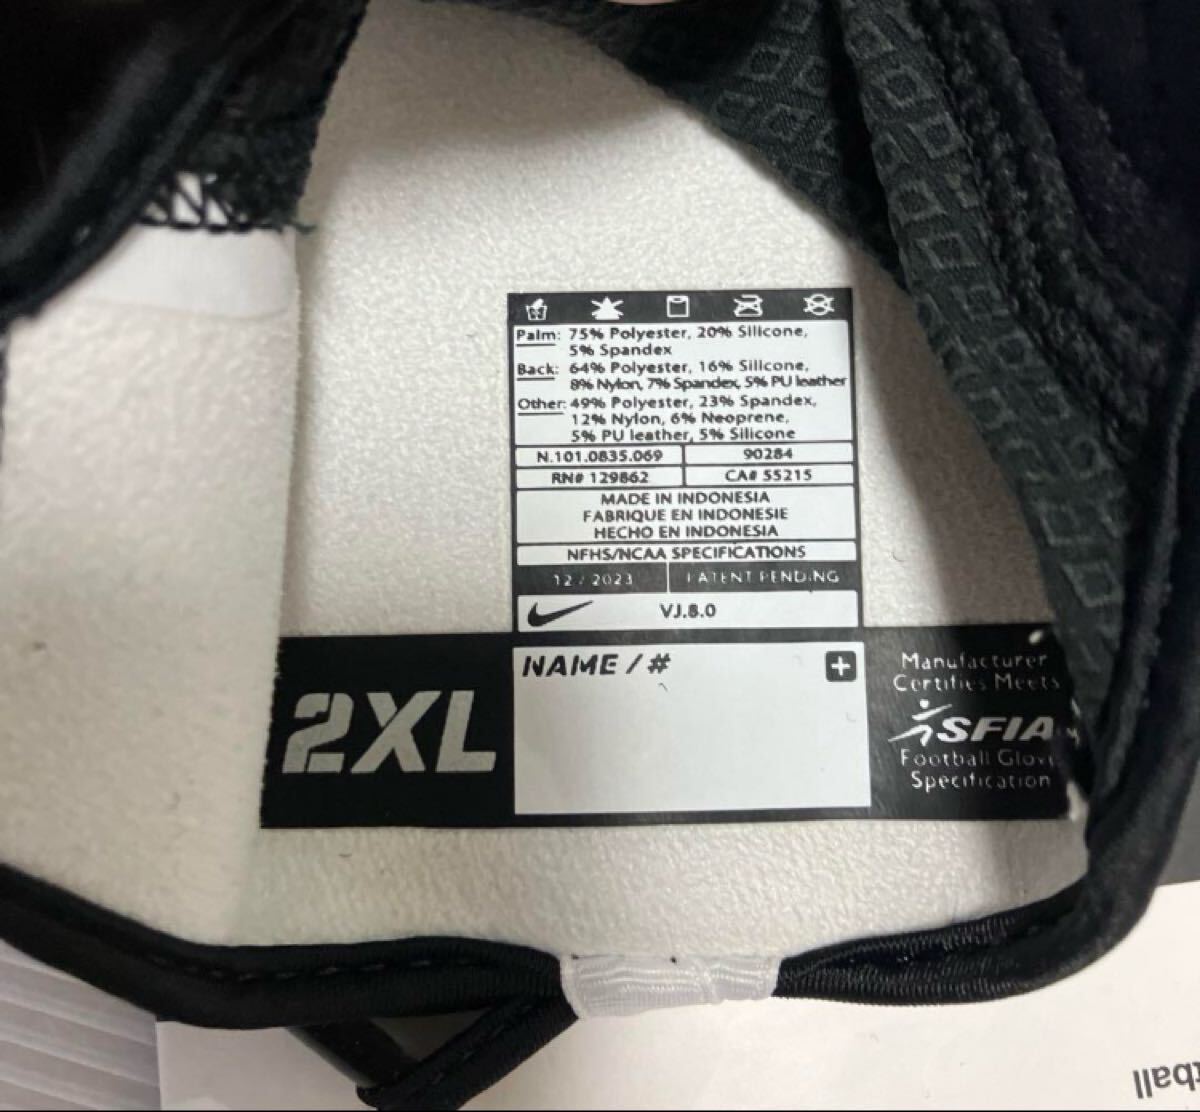 Palm: 75% Polyester, 20% Silicone,
5% Spandex
Back: 64% Polyester, 16% Silicone,
8% Nylon, 7% Spandex, 5% PU leather
Other: 49% Polyester, 23% Spandex,
12% Nylon, 6% Neoprene,
5% PU leather, 5% Silicone
N.101.0835.069 90284
RN# 129862 CA# 55215
MADE IN INDONESIA
FABRIQUE EN INDONESIE
HECHO EN INDONESIA
NFHS/NCAA SPECIFICATIONS
12 / 2023 PATENT PENDING
VJ.8.0
2XL
NAME / #
Manufacturer
Certifies Meets
SFIA
Football Glove
Specification